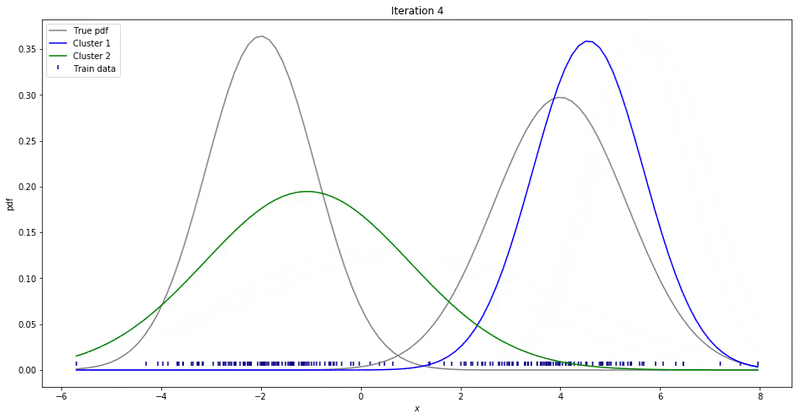 Iteration 4
True pdf
Cluster 1
Cluster 2
Train data
pdf
0.35
0.30
0.25
0.20
0.15
0.10
0.05
0.00
−6
−4
−2
0
2
4
6
8
x